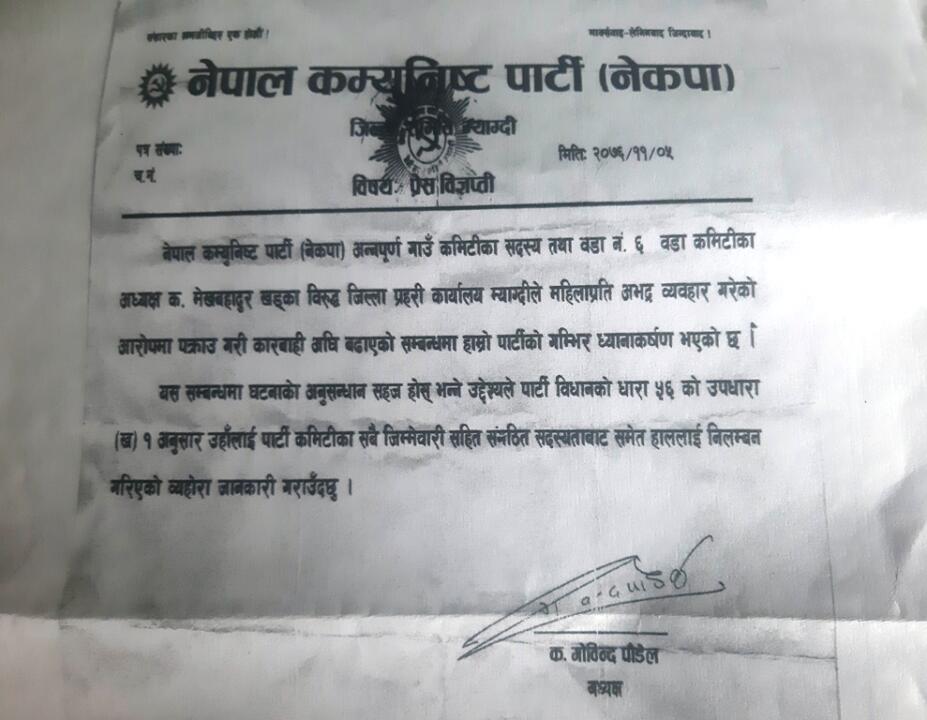 संसारका श्रमजीविहरु एक होऔं !
मार्क्सवाद-लेनिनवाद जिन्दावाद !
नेपाल कम्युनिष्ट पार्टी (नेकपा)
जिल्ला कमिटी म्याग्दी
पत्र संख्याः
मितिः २०७६/११/०५
च.नं
विषयः प्रेस विज्ञप्ती
नेपाल कम्युनिष्ट पार्टी (नेकपा) अन्नपूर्ण गाउँ कमिटीका सदस्य तथा वडा नं. ६ वडा कमिटीका
अध्यक्ष क. मेखबहादुर खड्का विरुद्ध जिल्ला प्रहरी कार्यालय म्याग्दीले महिलाप्रति अभद्र व्यवहार गरेको
आरोपमा पक्राउ गरी कारबाही अघि बढाएको सम्बन्धमा हाम्रो पार्टीको गम्भिर ध्यानाकर्षण भएको छ ।
यस सम्बन्धमा घटनाको अनुसन्धान सहज होस् भन्ने उद्देश्यले पार्टी विधानको धारा ५६ को उपधारा
(ख) १ अनुसार उहाँलाई पार्टी कमिटीका सबै जिम्मेवारी सहित संगठित सदस्यताबाट समेत हाललाई निलम्बन
गरिएको व्यहोरा जानकारी गराउँदछु ।
क. गोविन्द पौडेल
अध्यक्ष